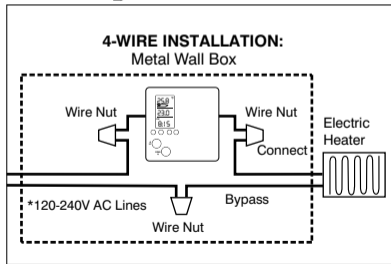 4-WIRE INSTALLATION:
Metal Wall Box
Wire Nut
Wire Nut
Electric
Heater
Connect
*120-240V AC Lines
Bypass
Wire Nut